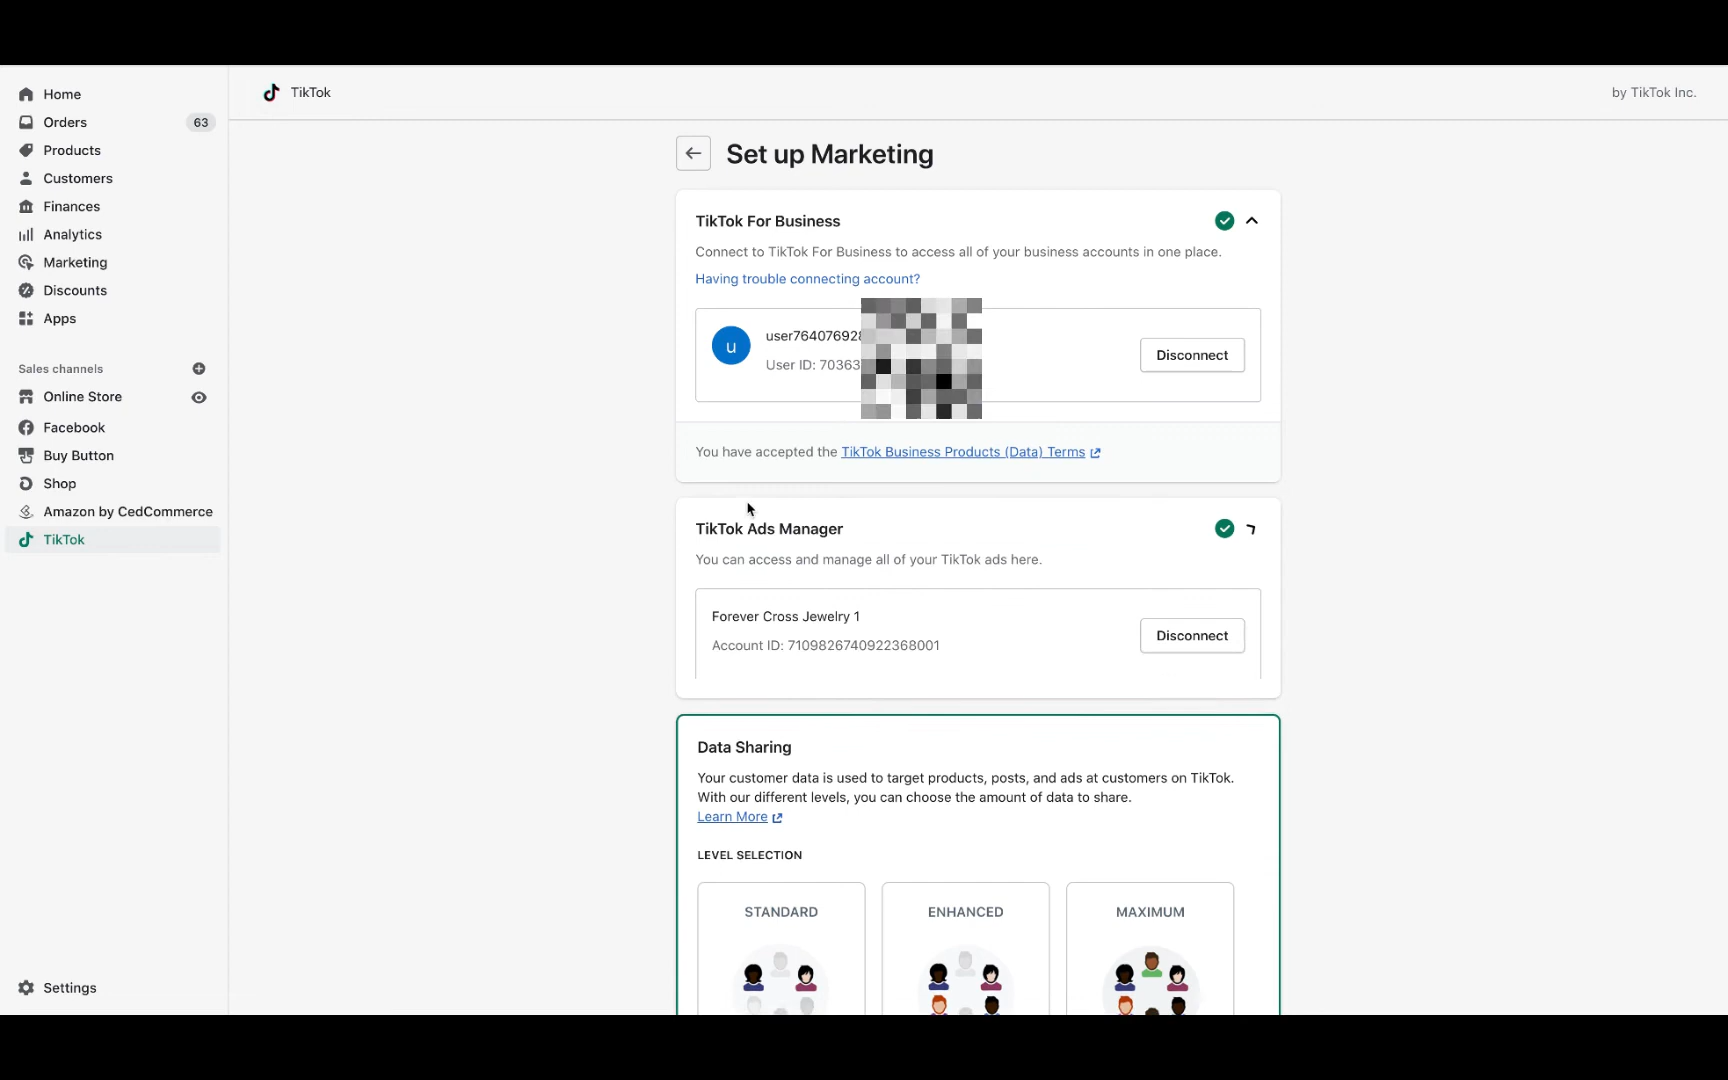 Home
Orders 63
Products
Customers
Finances
Analytics
Marketing
Discounts
Apps
Sales channels
Online Store
Facebook
Buy Button
Shop
Amazon by CedCommerce
TikTok
Settings
TikTok
by TikTok Inc.
Set up Marketing
TikTok For Business
Connect to TikTok For Business to access all of your business accounts in one place.
Having trouble connecting account?
u
user76407692
User ID: 70363
Disconnect
You have accepted the TikTok Business Products (Data) Terms
TikTok Ads Manager
You can access and manage all of your TikTok ads here.
Forever Cross Jewelry 1
Account ID: 7109826740922368001
Disconnect
Data Sharing
Your customer data is used to target products, posts, and ads at customers on TikTok.
With our different levels, you can choose the amount of data to share.
Learn More
LEVEL SELECTION
STANDARD
ENHANCED
MAXIMUM